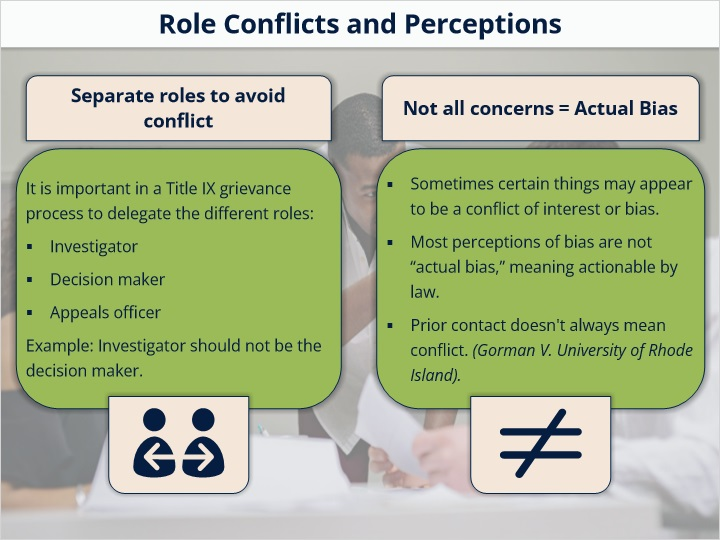 Role Conflicts and Perceptions
Separate roles to avoid
conflict
It is important in a Title IX grievance
process to delegate the different roles:
▪ Investigator
▪ Decision maker
▪ Appeals officer
Example: Investigator should not be the
decision maker.
Not all concerns = Actual Bias
▪ Sometimes certain things may appear
to be a conflict of interest or bias.
▪ Most perceptions of bias are not
“actual bias,” meaning actionable by
law.
▪ Prior contact doesn't always mean
conflict. (Gorman V. University of Rhode
Island).